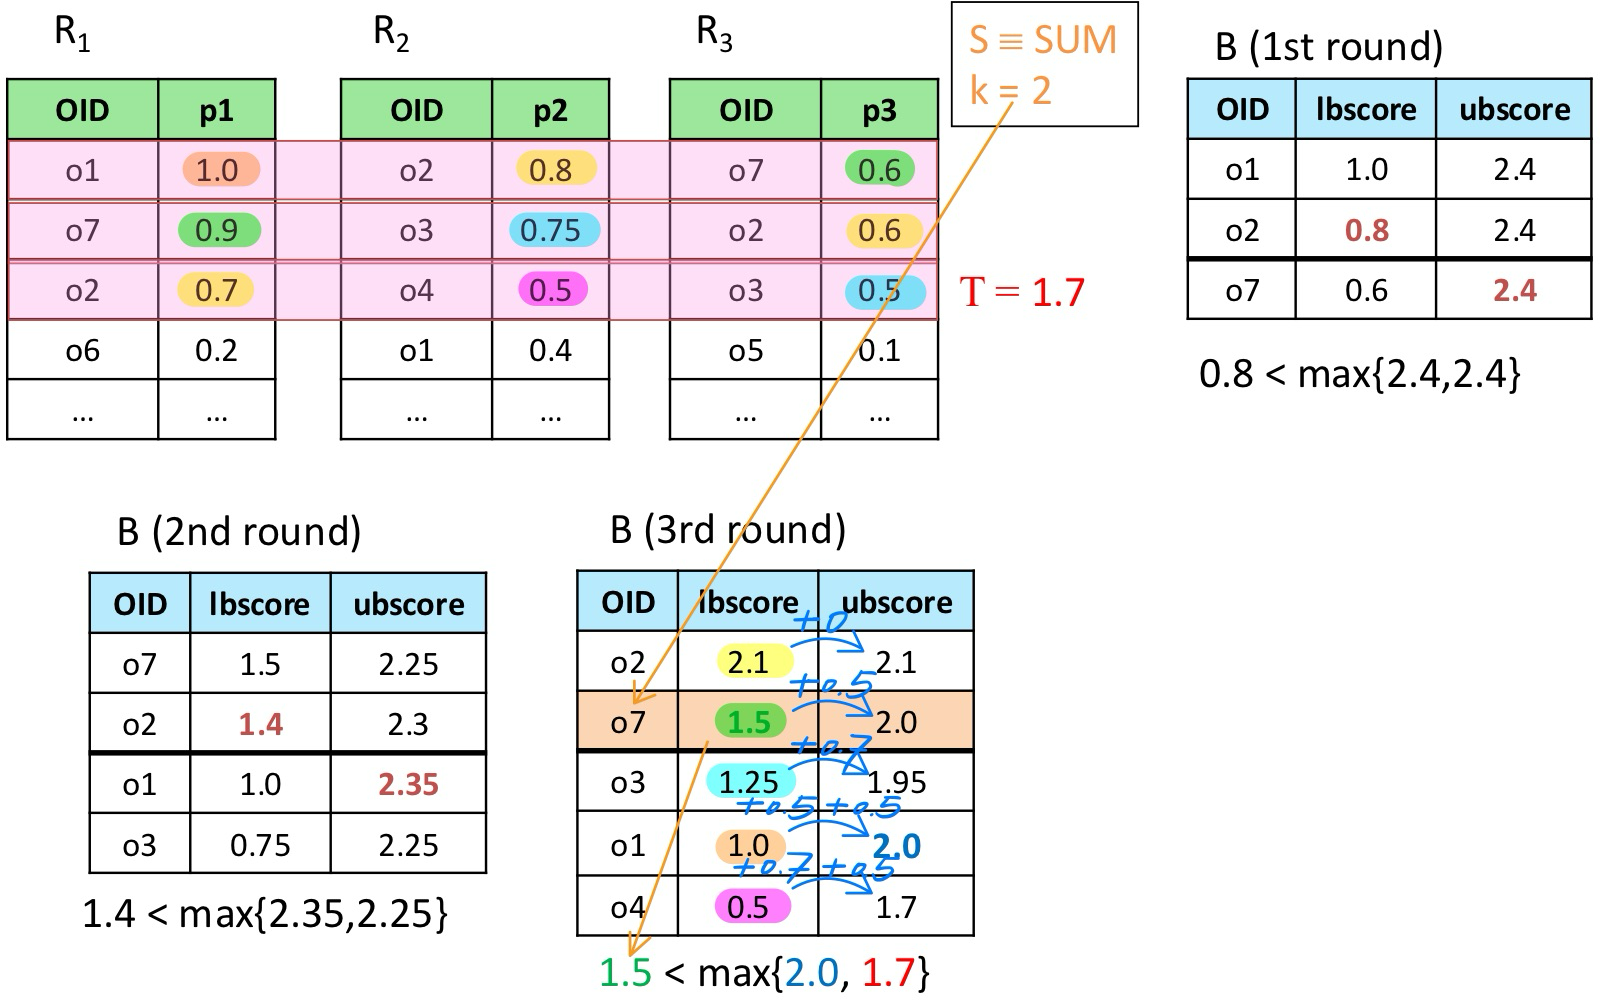 R1
R2
R3
S ≡ SUM
k = 2
OID p1
o1 1.0
o7 0.9
o2 0.7
o6 0.2
... ...
OID p2
o2 0.8
o3 0.75
o4 0.5
o1 0.4
... ...
OID p3
o7 0.6
o2 0.6
o3 0.5
o5 0.1
... ...
T = 1.7
B (1st round)
OID lbscore ubscore
o1 1.0 2.4
o2 0.8 2.4
o7 0.6 2.4
0.8 < max{2.4,2.4}
B (2nd round)
OID lbscore ubscore
o7 1.5 2.25
o2 1.4 2.3
o1 1.0 2.35
o3 0.75 2.25
1.4 < max{2.35,2.25}
B (3rd round)
OID lbscore ubscore
+0
o2 2.1 2.1
+0.5
o7 1.5 2.0
+0.7
o3 1.25 1.95
+0.5 +0.5
o1 1.0 2.0
+0.7 +0.5
o4 0.5 1.7
1.5 < max{2.0, 1.7}